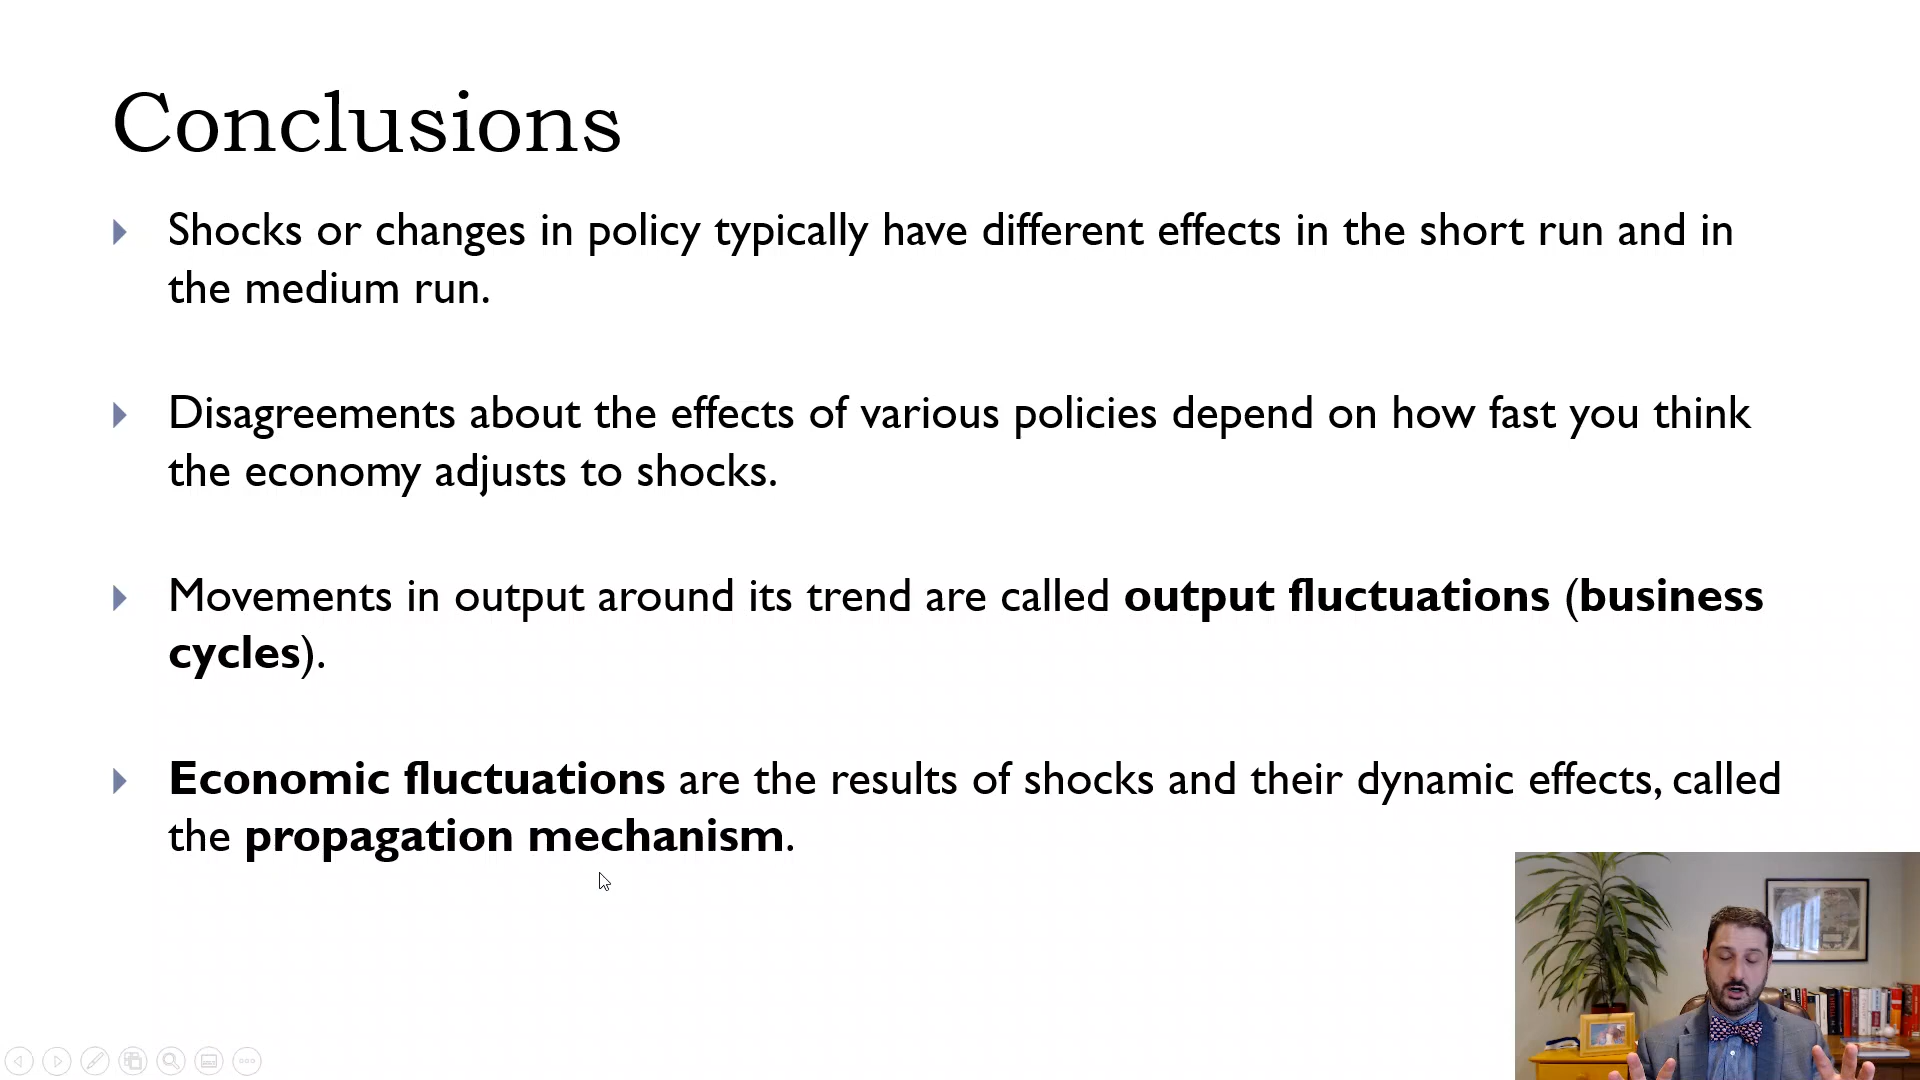 Conclusions
Shocks or changes in policy typically have different effects in the short run and in
the medium run.
Disagreements about the effects of various policies depend on how fast you think
the economy adjusts to shocks.
Movements in output around its trend are called output fluctuations (business
cycles).
Economic fluctuations are the results of shocks and their dynamic effects, called
the propagation mechanism.